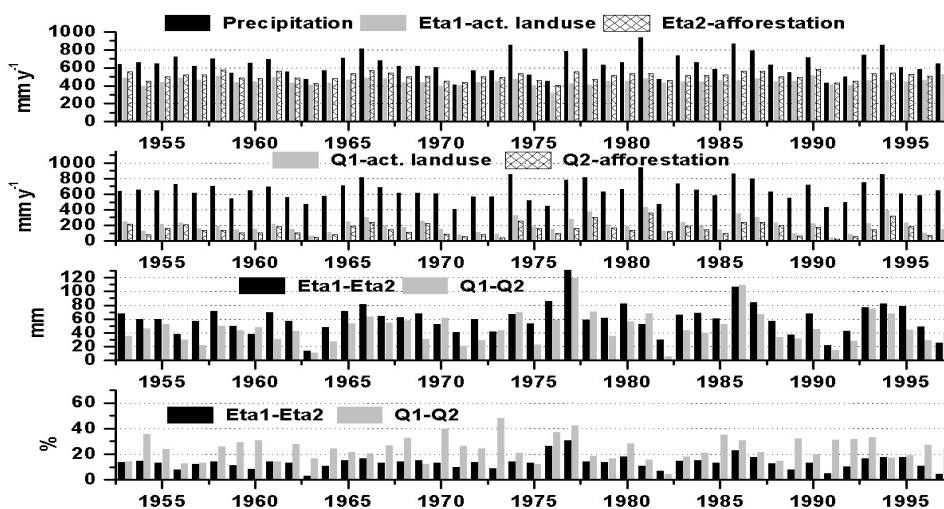 Precipitation Eta1-act. landuse Eta2-afforestation
mm y-1
1000
800
600
400
200
0
1955 1960 1965 1970 1975 1980 1985 1990 1995
Q1-act. landuse Q2-afforestation
mm y-1
1000
800
600
400
200
0
1955 1960 1965 1970 1975 1980 1985 1990 1995
Eta1-Eta2 Q1-Q2
mm
120
100
80
60
40
20
0
1955 1960 1965 1970 1975 1980 1985 1990 1995
Eta1-Eta2 Q1-Q2
%
60
40
20
0
1955 1960 1965 1970 1975 1980 1985 1990 1995